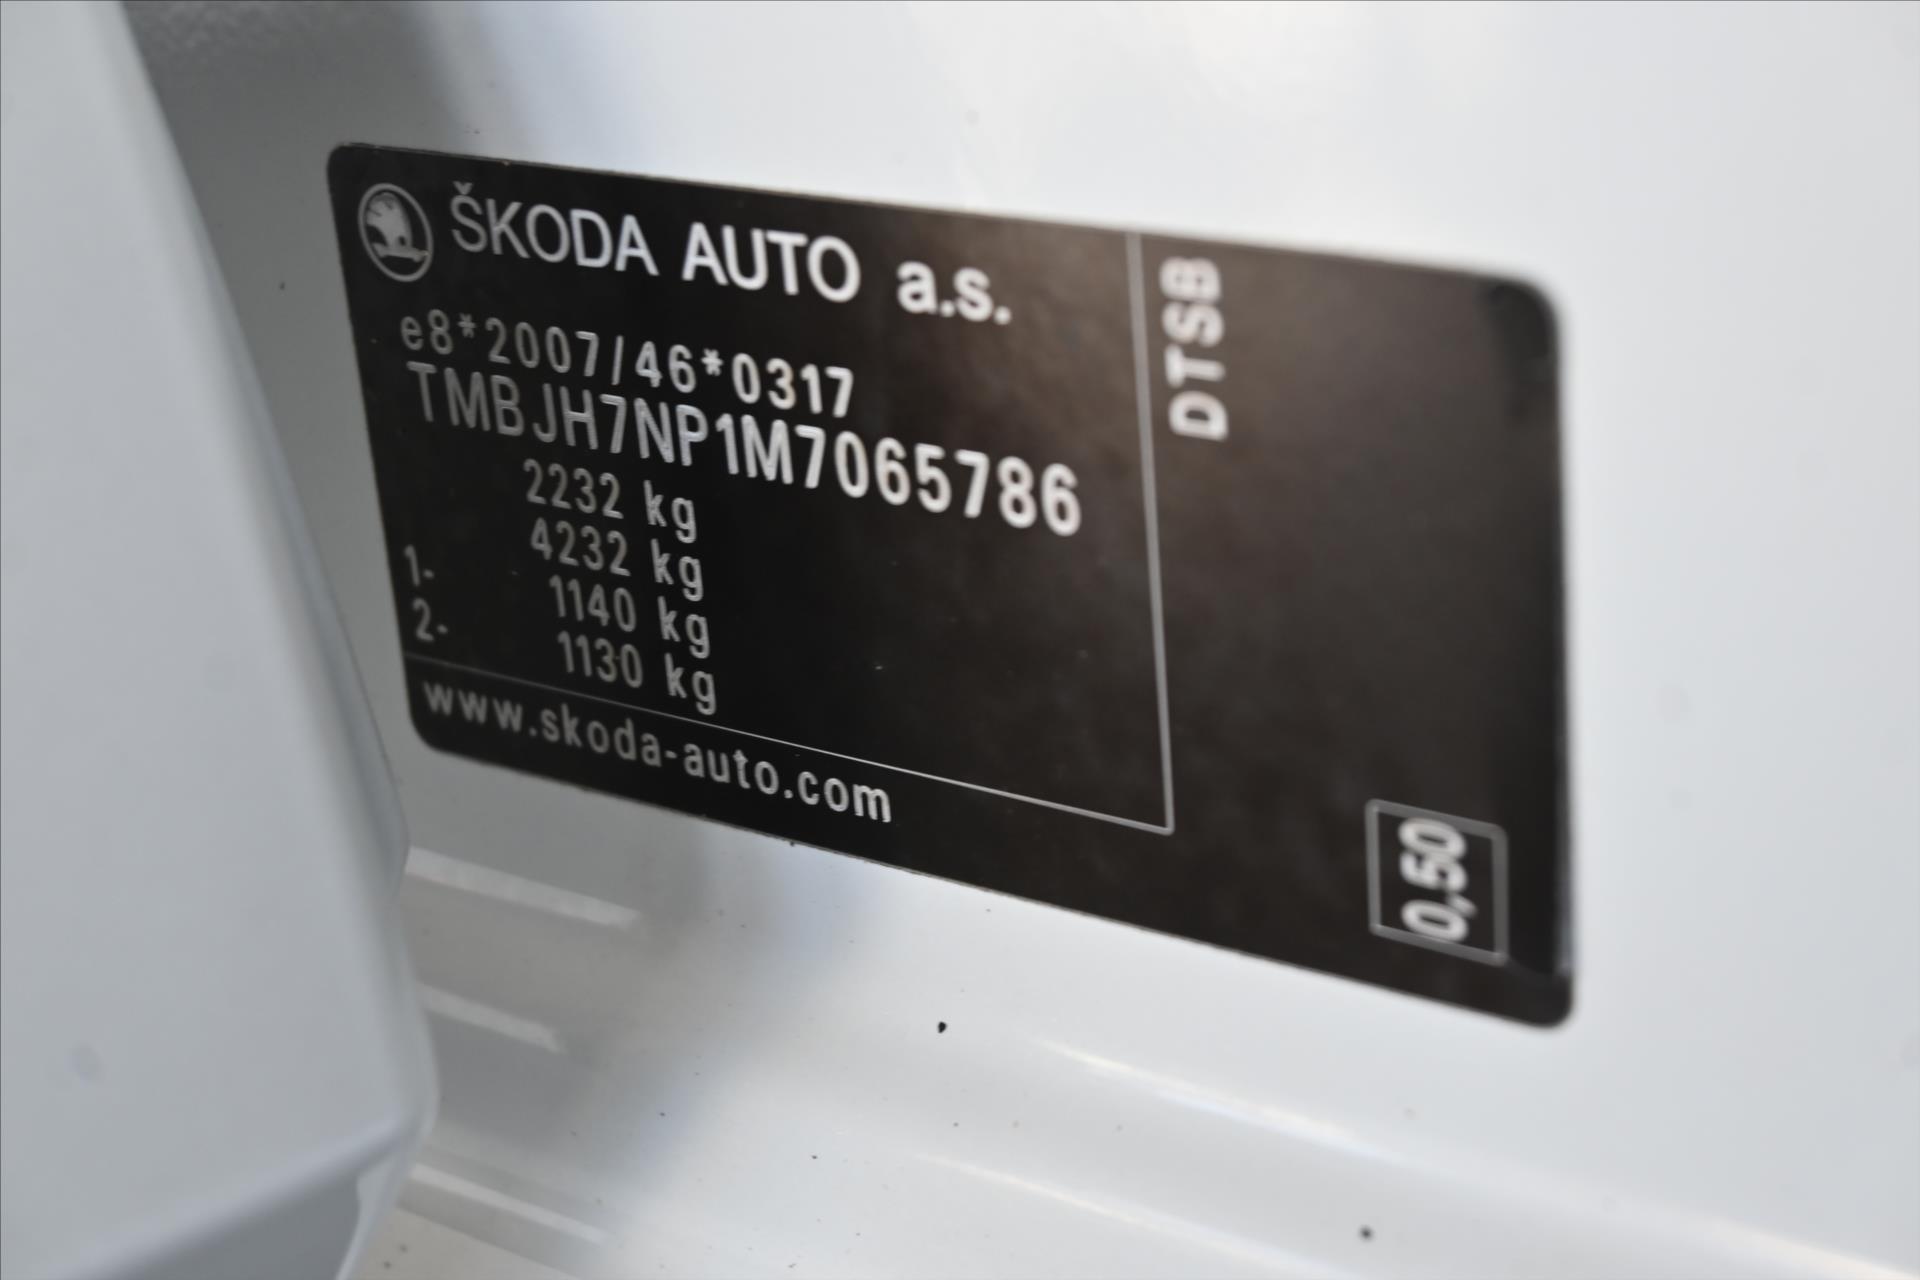 ŠKODA AUTO a.s.
e8*2007/46*0317
TMBJH7NP1M7065786
2232 kg
4232 kg
1- 1140 kg
2- 1130 kg
www.skoda-auto.com
DTSB
0,50